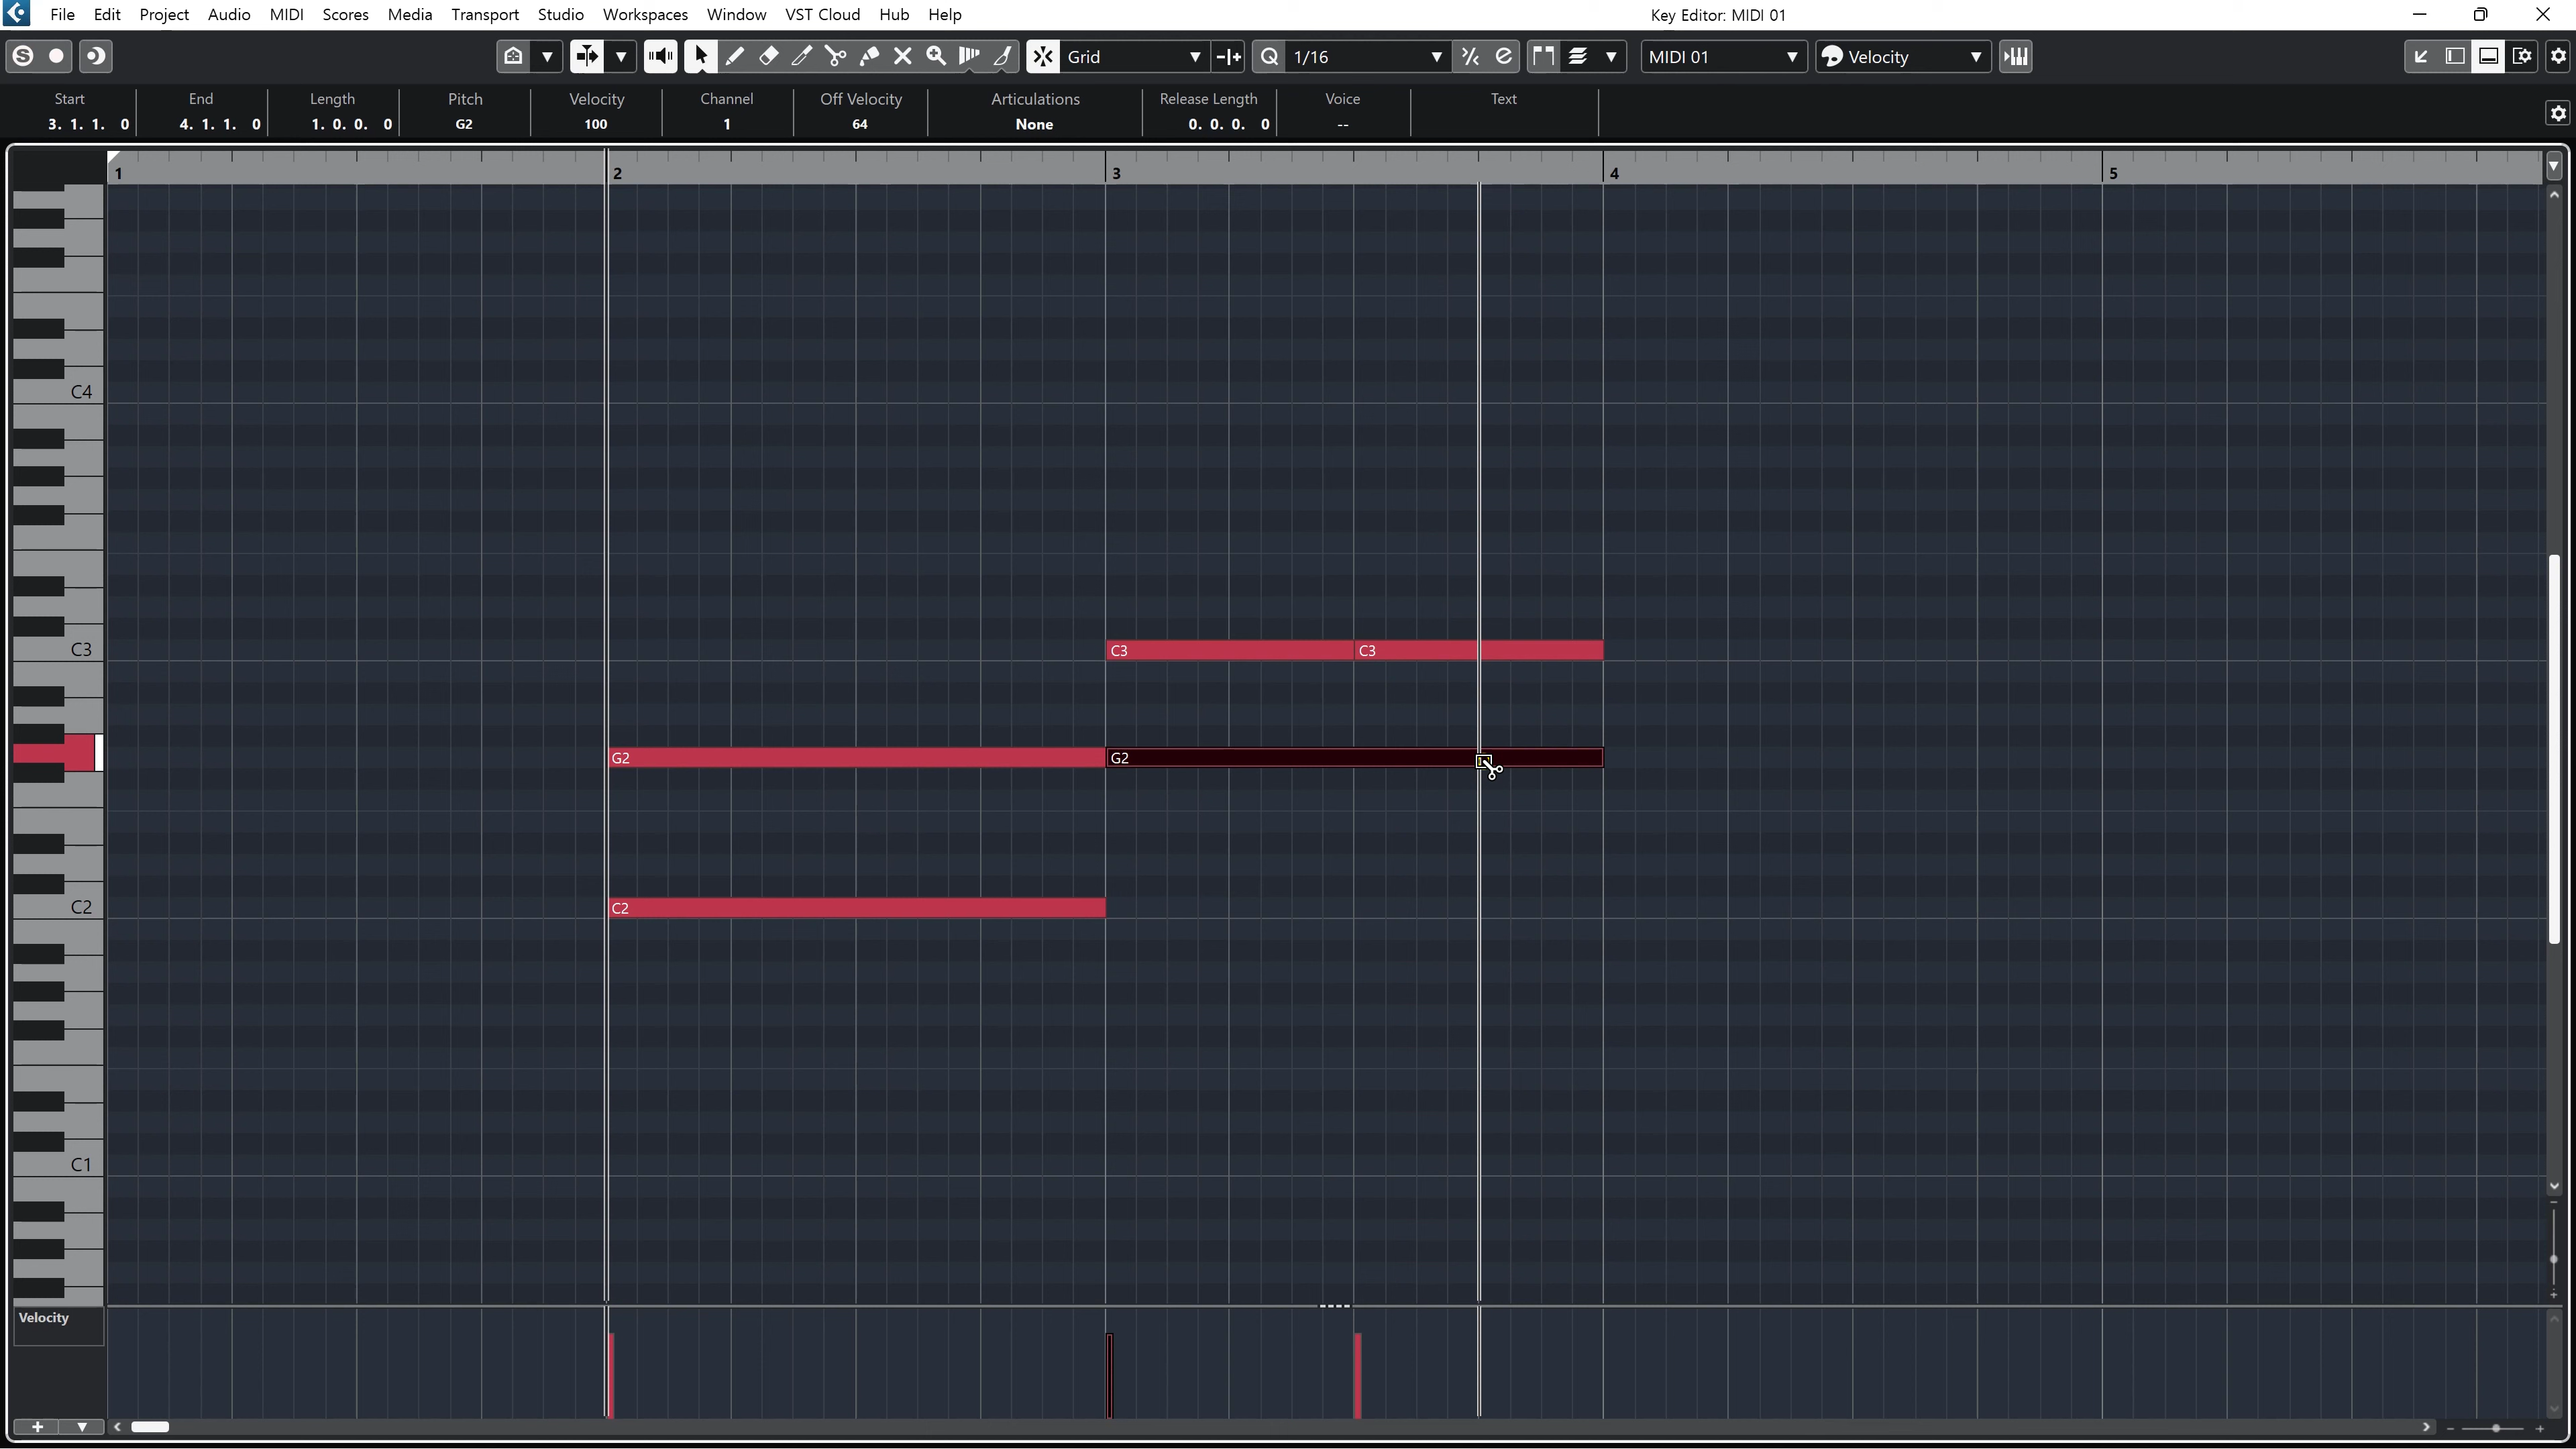 File Edit Project Audio MIDI Scores Media Transport Studio Workspaces Window VST Cloud Hub Help Key Editor: MIDI 01
Grid 1/16 MIDI 01 Velocity
Start End Length Pitch Velocity Channel Off Velocity Articulations Release Length Voice Text
3. 1. 1. 0 4. 1. 1. 0 1. 0. 0. 0 G2 100 1 64 None 0. 0. 0. 0 --
1 2 3 4 5
C4
C3 C3 C3
G2 G2
C2 C2
C1
Velocity